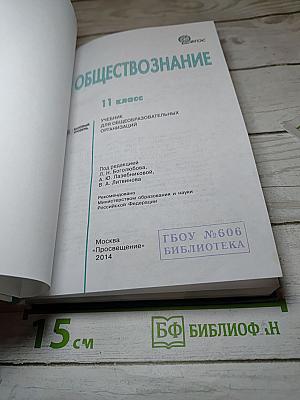 ФГОС
ОБЩЕСТВОЗНАНИЕ
11 класс
УЧЕБНИК
ДЛЯ ОБЩЕОБРАЗОВАТЕЛЬНЫХ
ОРГАНИЗАЦИЙ
Под редакцией
Л. Н. Боголюбова,
А. Ю. Лазебниковой,
В. А. Литвинова
Рекомендовано
Министерством образования и науки
Российской Федерации
Москва
«Просвещение»
2014
ГБОУ №606
БИБЛИОТЕКА
15 см
БФ БИБЛИОФАН